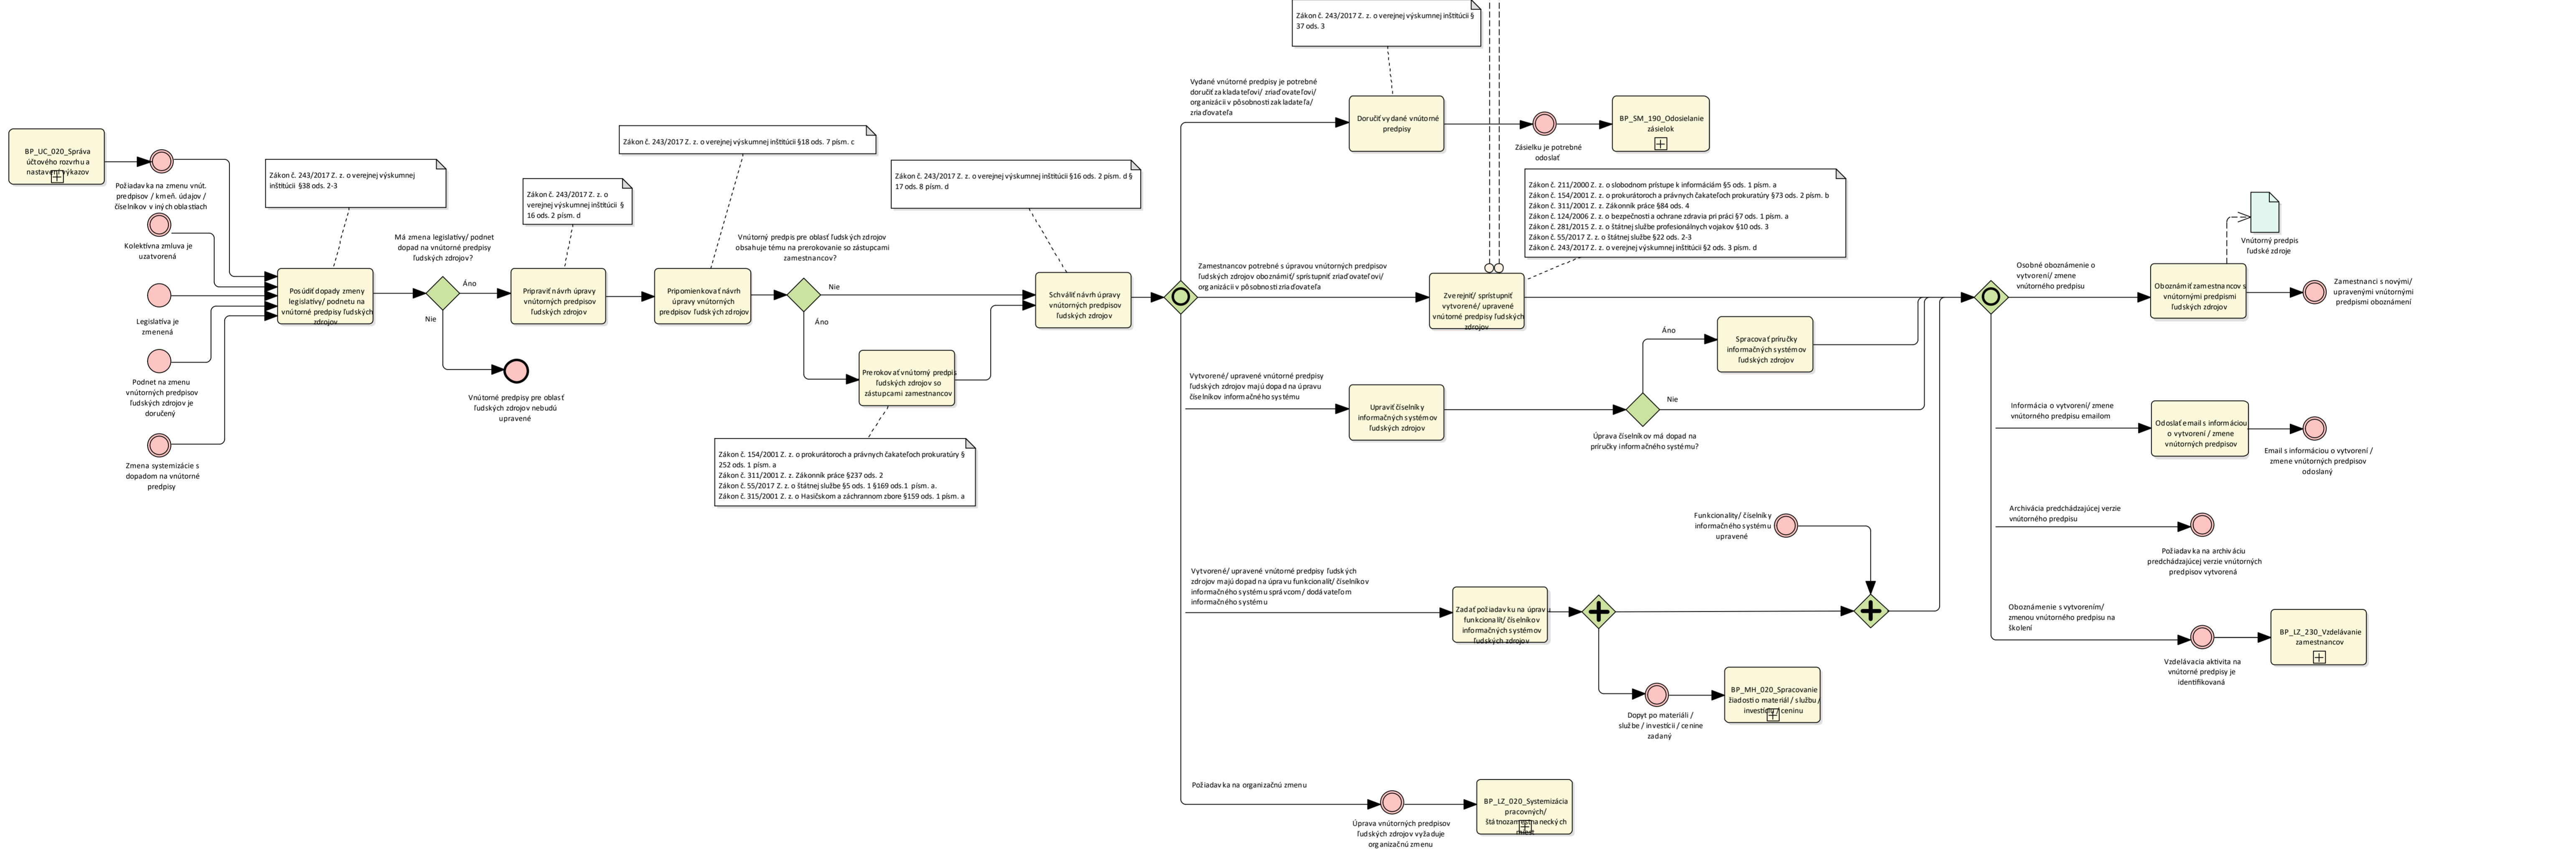 BP_UC_020_Správa
účtového rozvrhu a
nastavení výkazov
Požiadavka na zmenu vnút.
predpisov / kmeň. údajov /
číselníkov v iných oblastiach
Kolektívna zmluva je
uzatvorená
Legislatíva je
zmenená
Podnet na zmenu
vnútorných predpisov
ľudských zdrojov je
doručený
Zmena systemizácie s
dopadom na vnútorné
predpisy
Zákon č. 243/2017 Z. z. o verejnej výskumnej
inštitúcii §38 ods. 2-3
Posúdiť dopady zmeny
legislatívy/ podnetu na
vnútorné predpisy ľudských
zdrojov
Má zmena legislatívy/ podnet
dopad na vnútorné predpisy
ľudských zdrojov?
Áno
Nie
Vnútorné predpisy pre oblasť
ľudských zdrojov nebudú
upravené
Zákon č. 243/2017 Z. z. o
verejnej výskumnej inštitúcii §
16 ods. 2 písm. d
Pripraviť návrh úpravy
vnútorných predpisov
ľudských zdrojov
Zákon č. 243/2017 Z. z. o verejnej výskumnej inštitúcii §18 ods. 7 písm. c
Pripomienkovať návrh
úpravy vnútorných
predpisov ľudských zdrojov
Vnútorný predpis pre oblasť ľudských zdrojov
obsahuje tému na prerokovanie so zástupcami
zamestnancov?
Nie
Áno
Prerokovať vnútorný predpis
ľudských zdrojov so
zástupcami zamestnancov
Zákon č. 154/2001 Z. z. o prokurátoroch a právnych čakateľoch prokuratúry §
252 ods. 1 písm. a
Zákon č. 311/2001 Z. z. Zákonník práce §237 ods. 2
Zákon č. 55/2017 Z. z. o štátnej službe §5 ods. 1 §169 ods.1 písm. a.
Zákon č. 315/2001 Z. z. o Hasičskom a záchrannom zbore §159 ods. 1 písm. a
Zákon č. 243/2017 Z. z. o verejnej výskumnej inštitúcii §16 ods. 2 písm. d §
17 ods. 8 písm. d
Schváliť návrh úpravy
vnútorných predpisov
ľudských zdrojov
Zákon č. 243/2017 Z. z. o verejnej výskumnej inštitúcii §
37 ods. 3
Vydané vnútorné predpisy je potrebné
doručiť zakladateľovi/ zriaďovateľovi/
organizácii v pôsobnosti zakladateľa/
zriaďovateľa
Doručiť vydané vnútorné
predpisy
Zásielku je potrebné
odoslať
BP_SM_190_Odosielanie
zásielok
Zákon č. 211/2000 Z. z. o slobodnom prístupe k informáciám §5 ods. 1 písm. a
Zákon č. 154/2001 Z. z. o prokurátoroch a právnych čakateľoch prokuratúry §73 ods. 2 písm. b
Zákon č. 311/2001 Z. z. Zákonník práce §84 ods. 4
Zákon č. 124/2006 Z. z. o bezpečnosti a ochrane zdravia pri práci §7 ods. 1 písm. a
Zákon č. 281/2015 Z. z. o štátnej službe profesionálnych vojakov §10 ods. 3
Zákon č. 55/2017 Z. z. o štátnej službe §22 ods. 2-3
Zákon č. 243/2017 Z. z. o verejnej výskumnej inštitúcii §2 ods. 3 písm. d
Zamestnancov potrebné s úpravou vnútorných predpisov
ľudských zdrojov oboznámiť/ sprístupniť zriaďovateľovi/
organizácii v pôsobnosti zriaďovateľa
Zverejniť/ sprístupniť
vytvorené/ upravené
vnútorné predpisy ľudských
zdrojov
Vytvorené/ upravené vnútorné predpisy
ľudských zdrojov majú dopad na úpravu
číselníkov informačného systému
Upraviť číselníky
informačných systémov
ľudských zdrojov
Úprava číselníkov má dopad na
príručky informačného systému?
Áno
Nie
Spracovať príručky
informačných systémov
ľudských zdrojov
Vytvorené/ upravené vnútorné predpisy ľudských
zdrojov majú dopad na úpravu funkcionalít/ číselníkov
informačného systému správcom/ dodávateľom
informačného systému
Zadať požiadavku na úpravu
funkcionalít/ číselníkov
informačných systémov
ľudských zdrojov
Funkcionality/ číselníky
informačného systému
upravené
Dopyt po materiáli /
službe / investícii / cenine
zadaný
BP_MH_020_Spracovanie
žiadosti o materiál / službu /
investíciu / ceninu
Požiadavka na organizačnú zmenu
Úprava vnútorných predpisov
ľudských zdrojov vyžaduje
organizačnú zmenu
BP_LZ_020_Systemizácia
pracovných/
štátnozamestnaneckých
miest
Osobné oboznámenie o
vytvorení/ zmene
vnútorného predpisu
Oboznámiť zamestnancov s
vnútornými predpismi
ľudských zdrojov
Vnútorný predpis
ľudské zdroje
Zamestnanci s novými/
upravenými vnútornými
predpismi oboznámení
Informácia o vytvorení/ zmene
vnútorného predpisu emailom
Odoslať email s informáciou
o vytvorení / zmene
vnútorných predpisov
Email s informáciou o vytvorení /
zmene vnútorných predpisov
odoslaný
Archivácia predchádzajúcej verzie
vnútorného predpisu
Požiadavka na archiváciu
predchádzajúcej verzie vnútorných
predpisov vytvorená
Oboznámenie s vytvorením/
zmenou vnútorného predpisu na
školení
Vzdelávacia aktivita na
vnútorné predpisy je
identifikovaná
BP_LZ_230_Vzdelávanie
zamestnancov